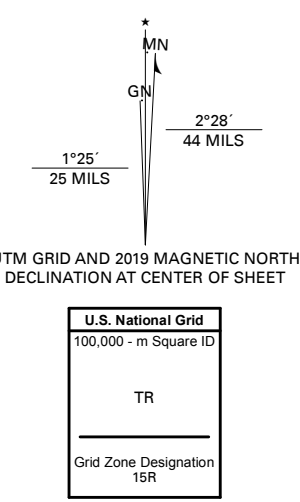 MN
GN
2°28´
44 MILS
1°25´
25 MILS
UTM GRID AND 2019 MAGNETIC NORTH
DECLINATION AT CENTER OF SHEET
U.S. National Grid
100,000 - m Square ID
TR
Grid Zone Designation
15R